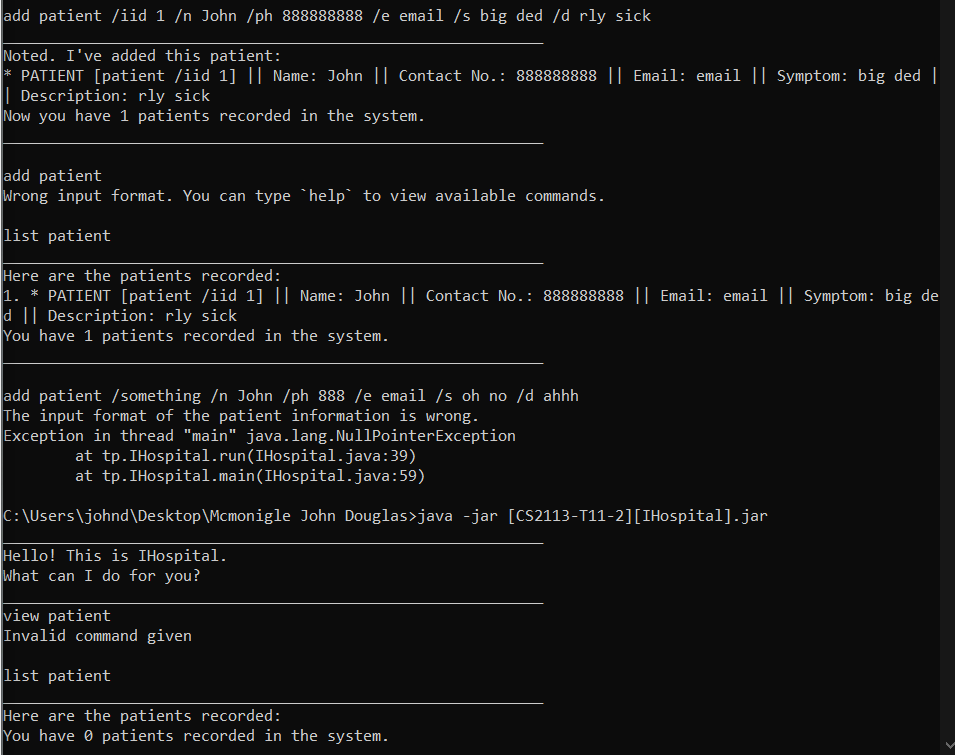 add patient /iid 1 /n John /ph 888888888 /e email /s big ded /d rly sick
____________________________________________________________
Noted. I've added this patient:
* PATIENT [patient /iid 1] || Name: John || Contact No.: 888888888 || Email: email || Symptom: big ded |
| Description: rly sick
Now you have 1 patients recorded in the system.
____________________________________________________________
add patient
Wrong input format. You can type `help` to view available commands.
list patient
____________________________________________________________
Here are the patients recorded:
1. * PATIENT [patient /iid 1] || Name: John || Contact No.: 888888888 || Email: email || Symptom: big de
d || Description: rly sick
You have 1 patients recorded in the system.
____________________________________________________________
add patient /something /n John /ph 888 /e email /s oh no /d ahhh
The input format of the patient information is wrong.
Exception in thread "main" java.lang.NullPointerException
        at tp.IHospital.run(IHospital.java:39)
        at tp.IHospital.main(IHospital.java:59)
C:\Users\johnd\Desktop\Mcmonigle John Douglas>java -jar [CS2113-T11-2][IHospital].jar
____________________________________________________________
Hello! This is IHospital.
What can I do for you?
____________________________________________________________
view patient
Invalid command given
list patient
____________________________________________________________
Here are the patients recorded:
You have 0 patients recorded in the system.